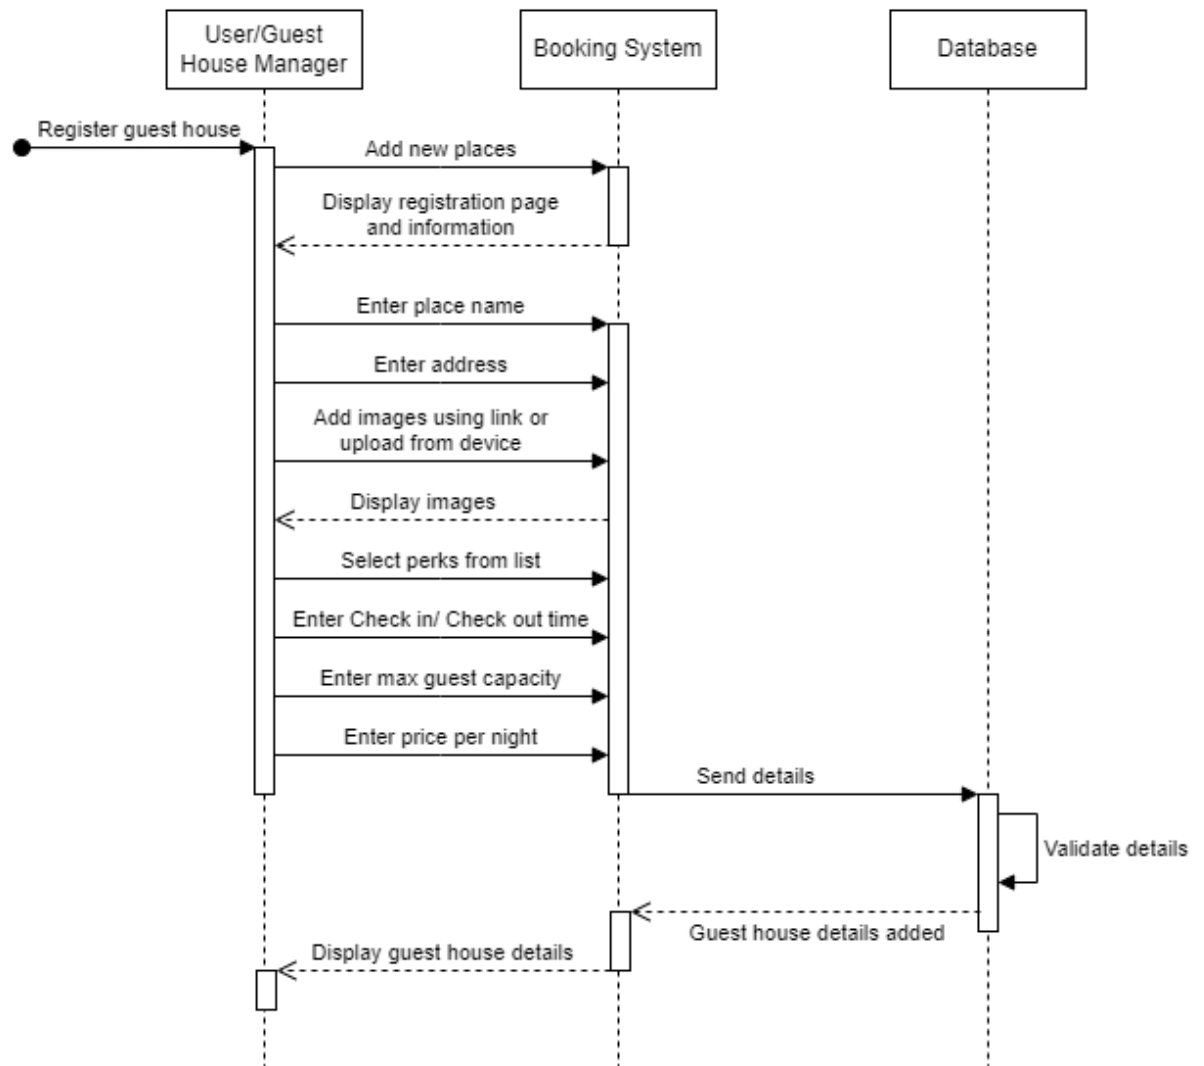 User/Guest
House Manager
Booking System
Database
Register guest house
Add new places
Display registration page
and information
Enter place name
Enter address
Add images using link or
upload from device
Display images
Select perks from list
Enter Check in/ Check out time
Enter max guest capacity
Enter price per night
Send details
Validate details
Guest house details added
Display guest house details